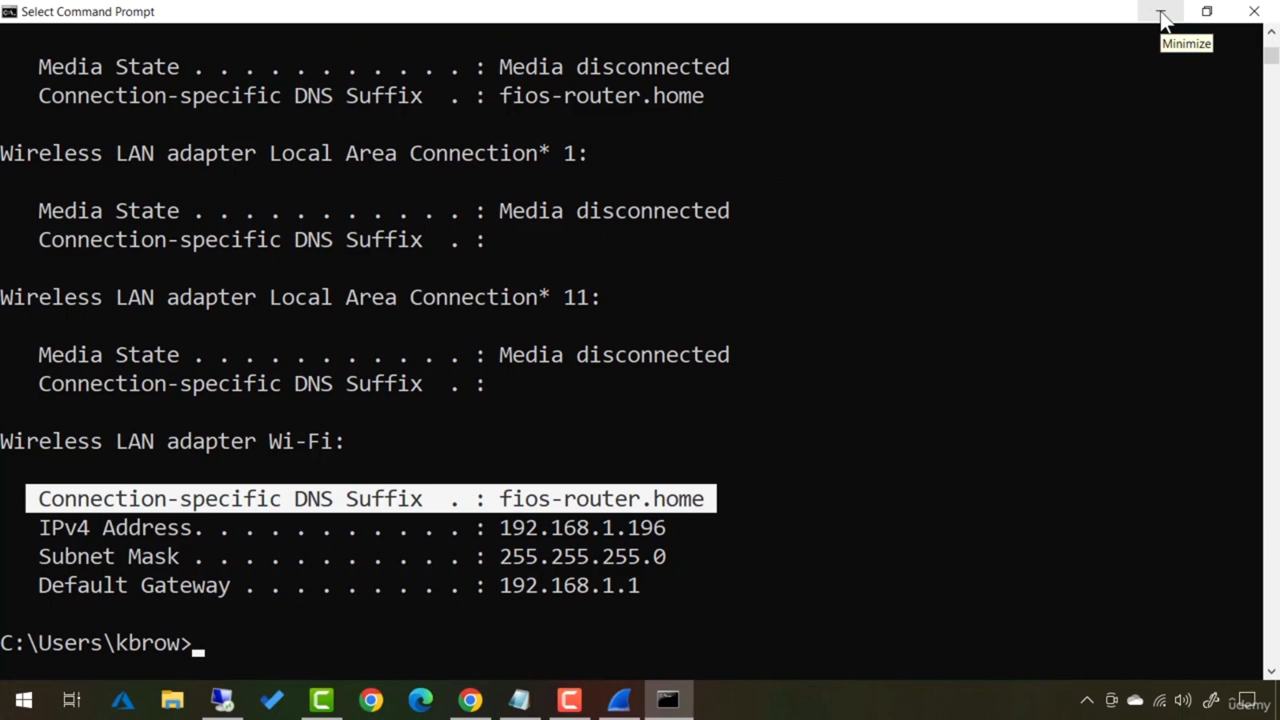 Select Command Prompt
Minimize
Media State . . . . . . . . . . . : Media disconnected
Connection-specific DNS Suffix  . : fios-router.home
Wireless LAN adapter Local Area Connection* 1:
Media State . . . . . . . . . . . : Media disconnected
Connection-specific DNS Suffix  . :
Wireless LAN adapter Local Area Connection* 11:
Media State . . . . . . . . . . . : Media disconnected
Connection-specific DNS Suffix  . :
Wireless LAN adapter Wi-Fi:
Connection-specific DNS Suffix  . : fios-router.home
IPv4 Address. . . . . . . . . . . : 192.168.1.196
Subnet Mask . . . . . . . . . . . : 255.255.255.0
Default Gateway . . . . . . . . . : 192.168.1.1
C:\Users\kbrow>
udemy